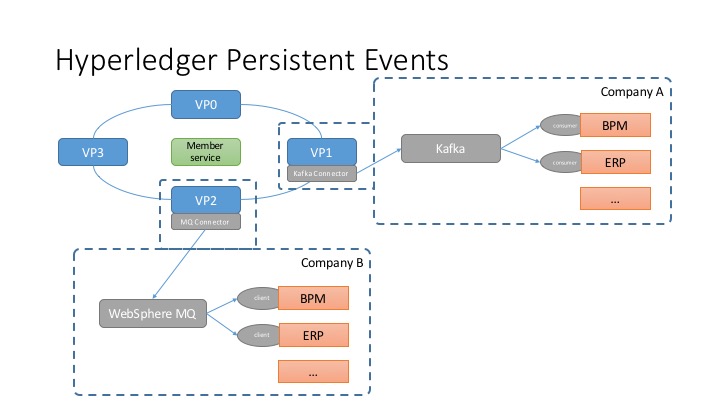 Hyperledger Persistent Events
Company A
VP0
VP3
Member
service
VP1
Kafka Connector
VP2
MQ Connector
Kafka
consumer
BPM
consumer
ERP
...
Company B
WebSphere MQ
client
BPM
client
ERP
...